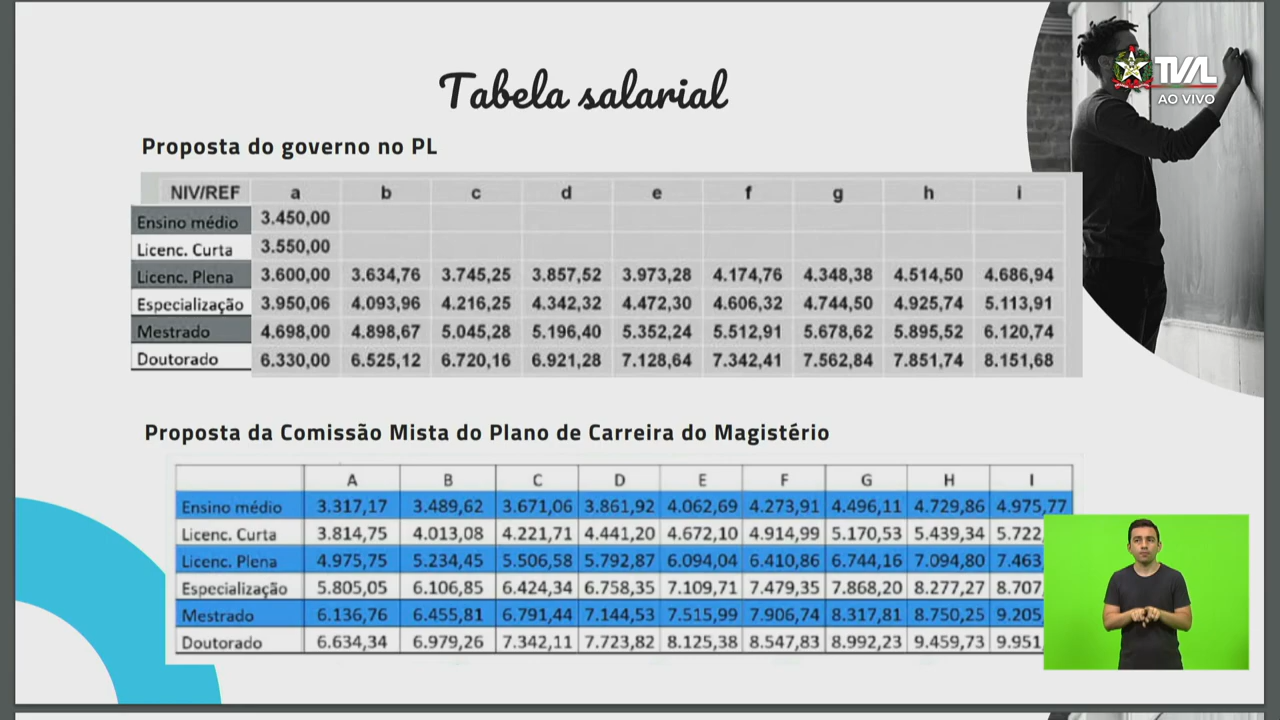 TVAL
AO VIVO
Tabela salarial
Proposta do governo no PL
NIV/REF a b c d e f g h i
Ensino médio 3.450,00
Licenc. Curta 3.550,00
Licenc. Plena 3.600,00 3.634,76 3.745,25 3.857,52 3.973,28 4.174,76 4.348,38 4.514,50 4.686,94
Especialização 3.950,06 4.093,96 4.216,25 4.342,32 4.472,30 4.606,32 4.744,50 4.925,74 5.113,91
Mestrado 4.698,00 4.898,67 5.045,28 5.196,40 5.352,24 5.512,91 5.678,62 5.895,52 6.120,74
Doutorado 6.330,00 6.525,12 6.720,16 6.921,28 7.128,64 7.342,41 7.562,84 7.851,74 8.151,68
Proposta da Comissão Mista do Plano de Carreira do Magistério
A B C D E F G H I
Ensino médio 3.317,17 3.489,62 3.671,06 3.861,92 4.062,69 4.273,91 4.496,11 4.729,86 4.975,77
Licenc. Curta 3.814,75 4.013,08 4.221,71 4.441,20 4.672,10 4.914,99 5.170,53 5.439,34 5.722,
Licenc. Plena 4.975,75 5.234,45 5.506,58 5.792,87 6.094,04 6.410,86 6.744,16 7.094,80 7.463
Especialização 5.805,05 6.106,85 6.424,34 6.758,35 7.109,71 7.479,35 7.868,20 8.277,27 8.707,
Mestrado 6.136,76 6.455,81 6.791,44 7.144,53 7.515,99 7.906,74 8.317,81 8.750,25 9.205,
Doutorado 6.634,34 6.979,26 7.342,11 7.723,82 8.125,38 8.547,83 8.992,23 9.459,73 9.951,